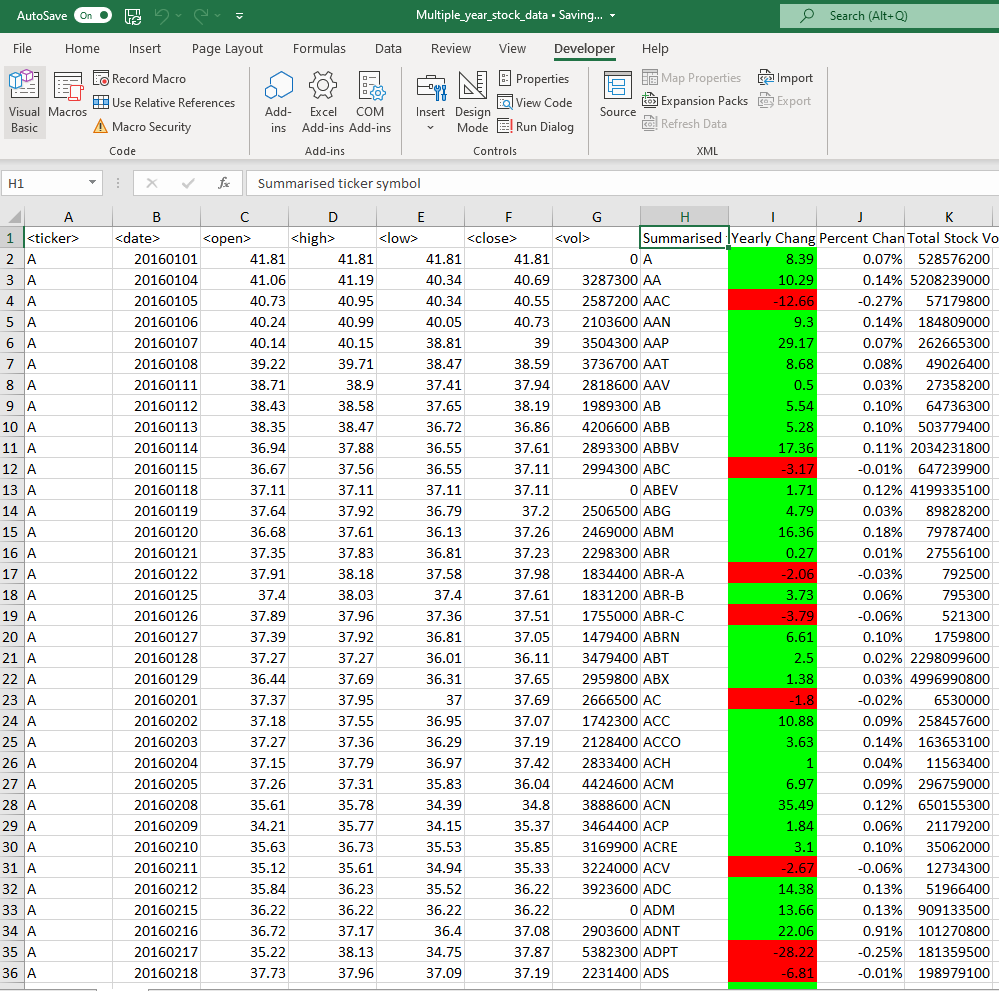 AutoSave On Multiple_year_stock_data • Saving... Search (Alt+Q)
File Home Insert Page Layout Formulas Data Review View Developer Help
Visual Basic
Macros
Record Macro
Use Relative References
Macro Security
Code
Add-ins
Excel Add-ins
COM Add-ins
Add-ins
Insert
Design Mode
Properties
View Code
Run Dialog
Controls
Source
Map Properties
Expansion Packs
Refresh Data
Import
Export
XML
H1 fx Summarised ticker symbol
A B C D E F G H I J K
1 <ticker> <date> <open> <high> <low> <close> <vol> Summarised Yearly Chang Percent Chan Total Stock Vo
2 A 20160101 41.81 41.81 41.81 41.81 0 A 8.39 0.07% 528576200
3 A 20160104 41.06 41.19 40.34 40.69 3287300 AA 10.29 0.14% 5208239000
4 A 20160105 40.73 40.95 40.34 40.55 2587200 AAC -12.66 -0.27% 57179800
5 A 20160106 40.24 40.99 40.05 40.73 2103600 AAN 9.3 0.14% 184809000
6 A 20160107 40.14 40.15 38.81 39 3504300 AAP 29.17 0.07% 262665300
7 A 20160108 39.22 39.71 38.47 38.59 3736700 AAT 8.68 0.08% 49026400
8 A 20160111 38.71 38.9 37.41 37.94 2818600 AAV 0.5 0.03% 27358200
9 A 20160112 38.43 38.58 37.65 38.19 1989300 AB 5.54 0.10% 64736300
10 A 20160113 38.35 38.47 36.72 36.86 4206600 ABB 5.28 0.10% 503779400
11 A 20160114 36.94 37.88 36.55 37.61 2893300 ABBV 17.36 0.11% 2034231800
12 A 20160115 36.67 37.56 36.55 37.11 2994300 ABC -3.17 -0.01% 647239900
13 A 20160118 37.11 37.11 37.11 37.11 0 ABEV 1.71 0.12% 4199335100
14 A 20160119 37.64 37.92 36.79 37.2 2506500 ABG 4.79 0.03% 89828200
15 A 20160120 36.68 37.61 36.13 37.26 2469000 ABM 16.36 0.18% 79787400
16 A 20160121 37.35 37.83 36.81 37.23 2298300 ABR 0.27 0.01% 27556100
17 A 20160122 37.91 38.18 37.58 37.98 1834400 ABR-A -2.06 -0.03% 792500
18 A 20160125 37.4 38.03 37.4 37.61 1831200 ABR-B 3.73 0.06% 795300
19 A 20160126 37.89 37.96 37.36 37.51 1755000 ABR-C -3.79 -0.06% 521300
20 A 20160127 37.39 37.92 36.81 37.05 1479400 ABRN 6.61 0.10% 1759800
21 A 20160128 37.27 37.27 36.01 36.11 3479400 ABT 2.5 0.02% 2298099600
22 A 20160129 36.44 37.69 36.31 37.65 2959800 ABX 1.38 0.03% 4996990800
23 A 20160201 37.37 37.95 37 37.69 2666500 AC -1.8 -0.02% 6530000
24 A 20160202 37.18 37.55 36.95 37.07 1742300 ACC 10.88 0.09% 258457600
25 A 20160203 37.27 37.36 36.29 37.19 2128400 ACCO 3.63 0.14% 163653100
26 A 20160204 37.15 37.79 36.97 37.42 2833400 ACH 1 0.04% 11563400
27 A 20160205 37.26 37.31 35.83 36.04 4424600 ACM 6.97 0.09% 296759000
28 A 20160208 35.61 35.78 34.39 34.8 3888600 ACN 35.49 0.12% 650155300
29 A 20160209 34.21 35.77 34.15 35.37 3464400 ACP 1.84 0.06% 21179200
30 A 20160210 35.63 36.73 35.53 35.85 3169900 ACRE 3.1 0.10% 35062000
31 A 20160211 35.12 35.61 34.94 35.33 3224000 ACV -2.67 -0.06% 12734300
32 A 20160212 35.84 36.23 35.52 36.22 3923600 ADC 14.38 0.13% 51966400
33 A 20160215 36.22 36.22 36.22 36.22 0 ADM 13.66 0.13% 909133500
34 A 20160216 36.72 37.17 36.4 37.08 2903600 ADNT 22.06 0.91% 101270800
35 A 20160217 35.22 38.13 34.75 37.87 5382300 ADPT -28.22 -0.25% 181359500
36 A 20160218 37.73 37.96 37.09 37.19 2231400 ADS -6.81 -0.01% 198979100